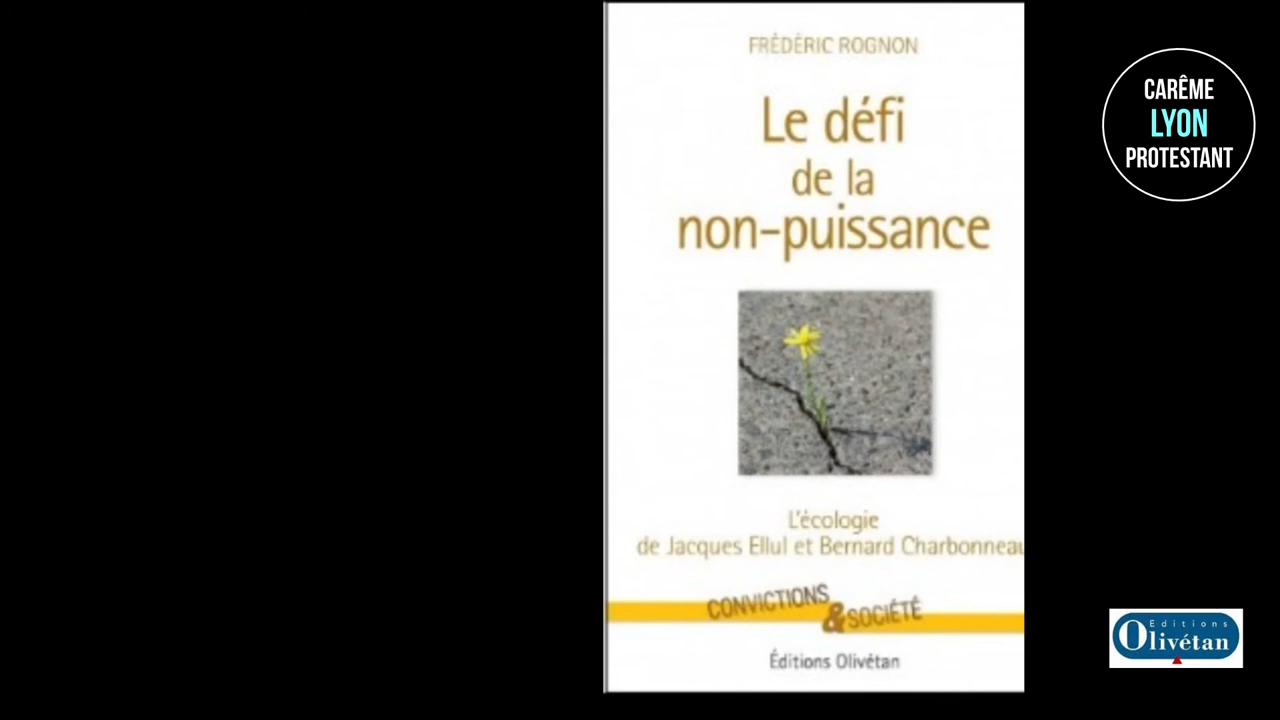 FRÉDÉRIC ROGNON
Le défi
de la
non-puissance
L'écologie
de Jacques Ellul et Bernard Charbonneau
CONVICTIONS
& SOCIÉTÉ
Éditions Olivétan
CARÊME
LYON
PROTESTANT
Editions
Olivétan